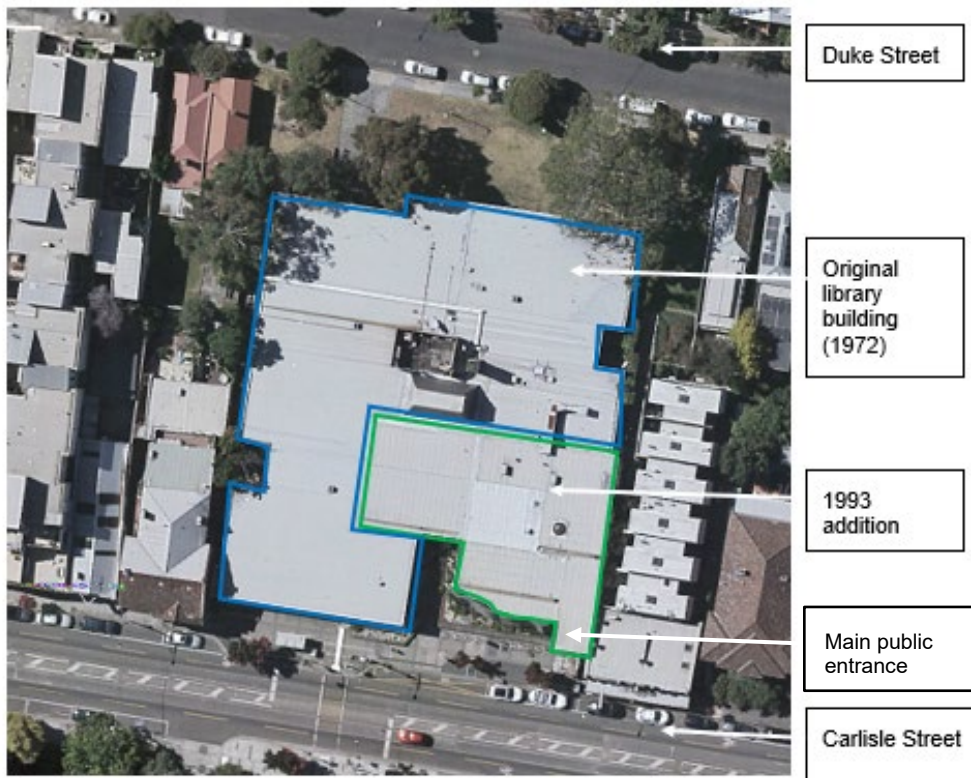 Duke Street
Original
library
building
(1972)
1993
addition
Main public
entrance
Carlisle Street